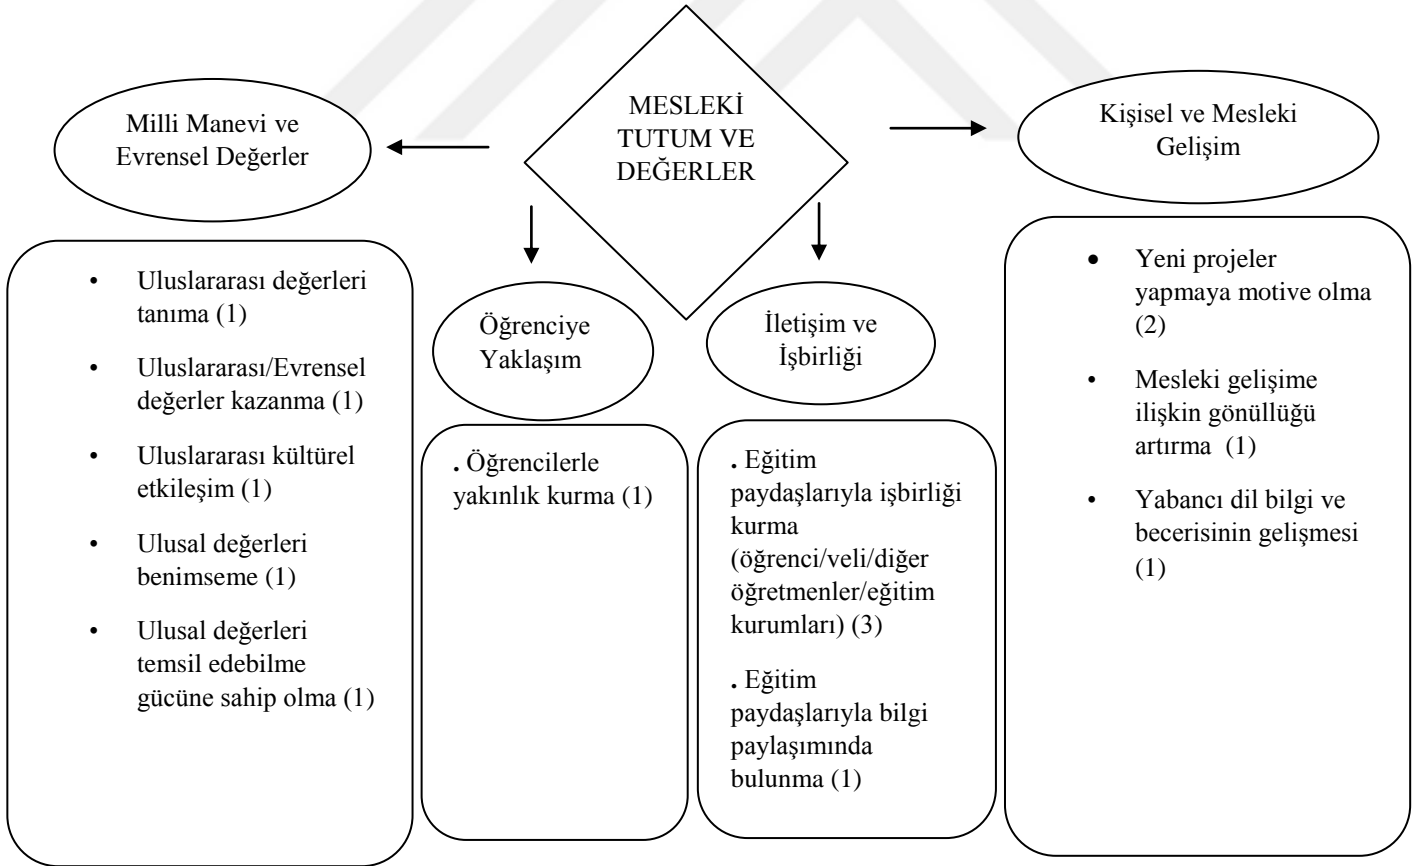 MESLEKİ
TUTUM VE
DEĞERLER
Milli Manevi ve
Evrensel Değerler
• Uluslararası değerleri
tanıma (1)
• Uluslararası/Evrensel
değerler kazanma (1)
• Uluslararası kültürel
etkileşim (1)
• Ulusal değerleri
benimseme (1)
• Ulusal değerleri
temsil edebilme
gücüne sahip olma (1)
Öğrenciye
Yaklaşım
. Öğrencilerle
yakınlık kurma (1)
İletişim ve
İşbirliği
. Eğitim
paydaşlarıyla işbirliği
kurma
(öğrenci/veli/diğer
öğretmenler/eğitim
kurumları) (3)
. Eğitim
paydaşlarıyla bilgi
paylaşımında
bulunma (1)
Kişisel ve Mesleki
Gelişim
• Yeni projeler
yapmaya motive olma
(2)
• Mesleki gelişime
ilişkin gönüllüğü
artırma (1)
• Yabancı dil bilgi ve
becerisinin gelişmesi
(1)